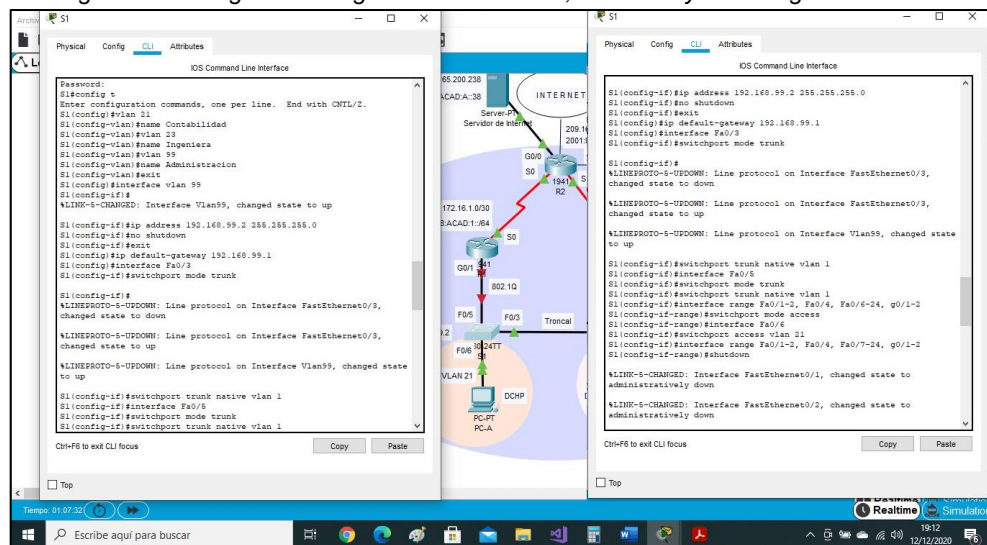 S1
Physical Config CLI Attributes
IOS Command Line Interface
Password:
S1#config t
Enter configuration commands, one per line. End with CNTL/Z.
S1(config)#vlan 21
S1(config-vlan)#name Contabilidad
S1(config-vlan)#vlan 23
S1(config-vlan)#name Ingeniera
S1(config-vlan)#vlan 99
S1(config-vlan)#name Administracion
S1(config-vlan)#exit
S1(config)#interface vlan 99
S1(config-if)#
%LINK-5-CHANGED: Interface Vlan99, changed state to up
S1(config-if)#ip address 192.168.99.2 255.255.255.0
S1(config-if)#no shutdown
S1(config-if)#exit
S1(config)#ip default-gateway 192.168.99.1
S1(config)#interface Fa0/3
S1(config-if)#switchport mode trunk
S1(config-if)#
%LINEPROTO-5-UPDOWN: Line protocol on Interface FastEthernet0/3,
changed state to down
%LINEPROTO-5-UPDOWN: Line protocol on Interface FastEthernet0/3,
changed state to up
%LINEPROTO-5-UPDOWN: Line protocol on Interface Vlan99, changed state
to up
S1(config-if)#switchport trunk native vlan 1
S1(config-if)#interface Fa0/5
S1(config-if)#switchport mode trunk
S1(config-if)#switchport trunk native vlan 1
Ctrl+F6 to exit CLI focus
Copy Paste
Top
65.200.238
ACAD:A::38
INTERNET
Server-PT
Servidor de Internet
G0/0
S0
1941
R2
172.16.1.0/30
:ACAD:1::/64
S0
G0/1
802.1Q
F0/5
F0/3
Troncal
F0/6
S1
VLAN 21
DCHP
PC-PT
PC-A
S1
Physical Config CLI Attributes
IOS Command Line Interface
S1(config-if)#ip address 192.168.99.2 255.255.255.0
S1(config-if)#no shutdown
S1(config-if)#exit
S1(config)#ip default-gateway 192.168.99.1
S1(config)#interface Fa0/3
S1(config-if)#switchport mode trunk
S1(config-if)#
%LINEPROTO-5-UPDOWN: Line protocol on Interface FastEthernet0/3,
changed state to down
%LINEPROTO-5-UPDOWN: Line protocol on Interface FastEthernet0/3,
changed state to up
%LINEPROTO-5-UPDOWN: Line protocol on Interface Vlan99, changed state
to up
S1(config-if)#switchport trunk native vlan 1
S1(config-if)#interface Fa0/5
S1(config-if)#switchport mode trunk
S1(config-if)#switchport trunk native vlan 1
S1(config-if)#interface range Fa0/1-2, Fa0/4, Fa0/6-24, g0/1-2
S1(config-if-range)#switchport mode access
S1(config-if-range)#interface Fa0/6
S1(config-if)#switchport access vlan 21
S1(config-if)#interface range Fa0/1-2, Fa0/4, Fa0/7-24, g0/1-2
S1(config-if-range)#shutdown
%LINK-5-CHANGED: Interface FastEthernet0/1, changed state to
administratively down
%LINK-5-CHANGED: Interface FastEthernet0/2, changed state to
administratively down
Ctrl+F6 to exit CLI focus
Copy Paste
Top
Tiempo: 01:07:32
Realtime Simulation
Escribe aquí para buscar
19:12
12/12/2020